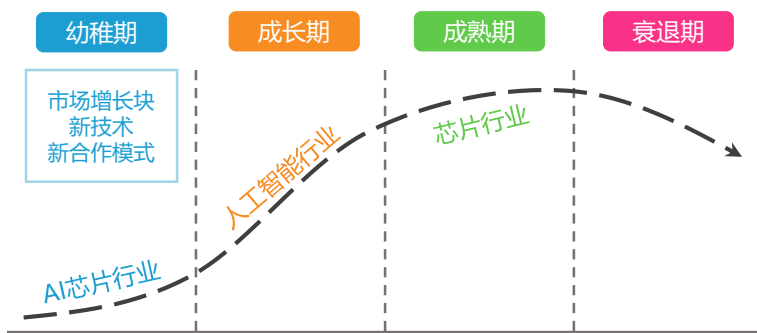 幼稚期
成长期
成熟期
衰退期
市场增长块
新技术
新合作模式
AI芯片行业
人工智能行业
芯片行业